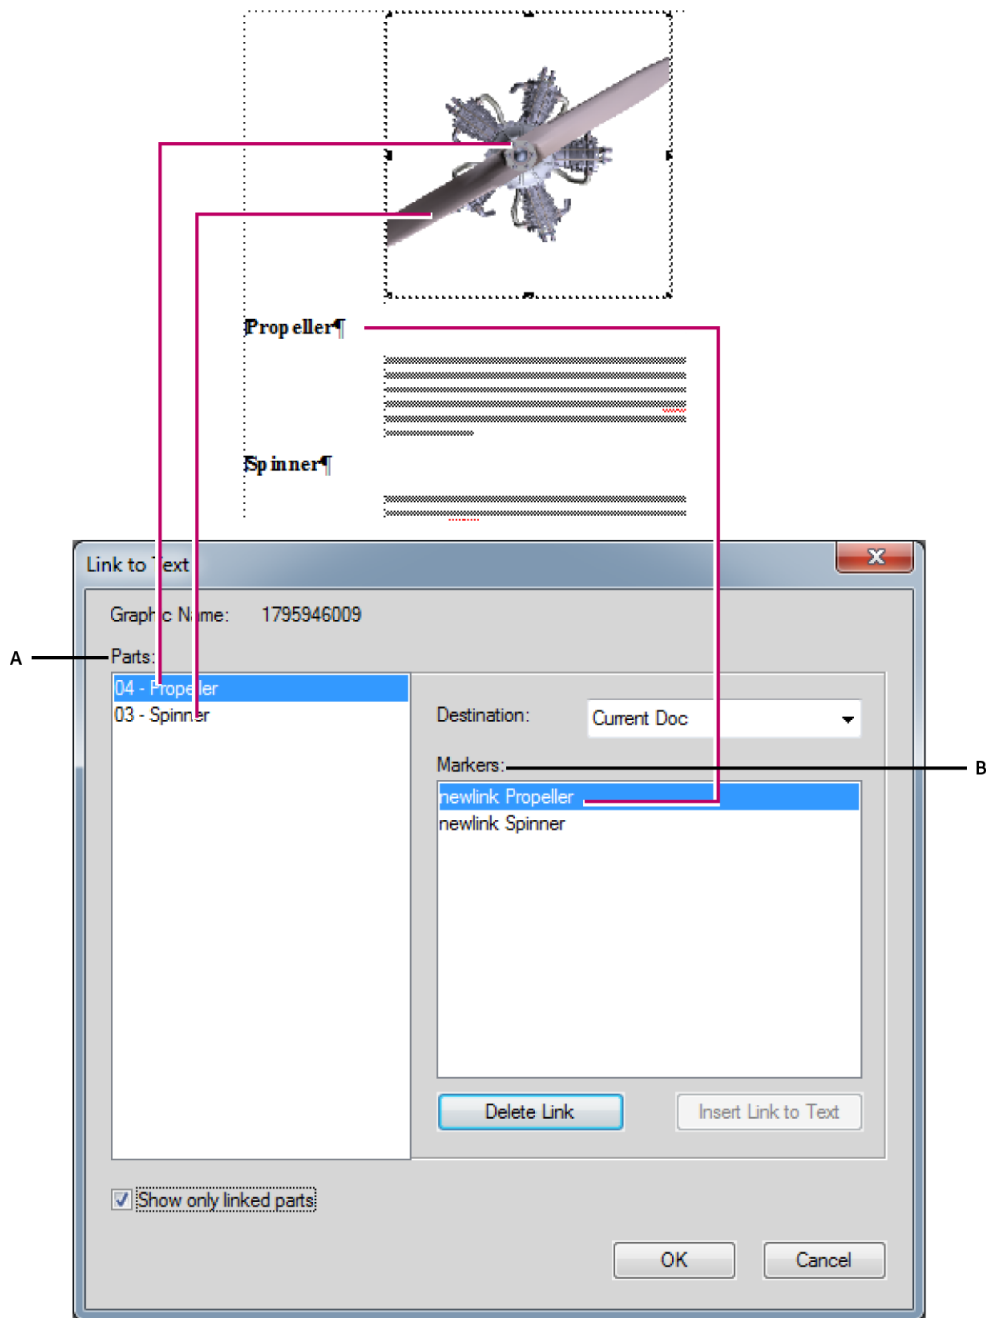 Propeller¶
Spinner¶
Link to Text
Graphic Name: 1795946009
A
Parts:
04 - Propeller
03 - Spinner
Destination: Current Doc
Markers:
B
newlink Propeller
newlink Spinner
Delete Link
Insert Link to Text
Show only linked parts
OK
Cancel